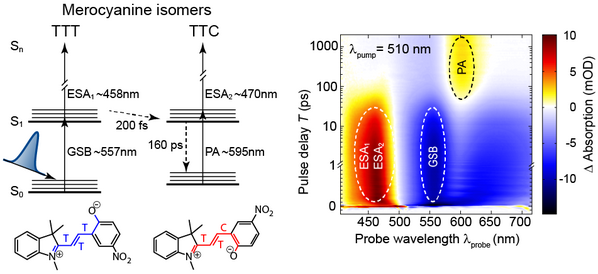 Merocyanine isomers
TTT
TTC
Sₙ
ESA₁~458nm
ESA₂~470nm
S₁
200 fs
160 ps
GSB~557nm
PA~595nm
S₀
O⁻
T
T
T
N⁺
NO₂
NO₂
C
T
T
N⁺
O⁻
λpump= 510 nm
PA
ESA₁
ESA₂
GSB
1000
100
10
1
0
Pulse delay T (ps)
400 450 500 550 600 650 700
Probe wavelength λprobe (nm)
10
5
0
-5
-10
Δ Absorption (mOD)